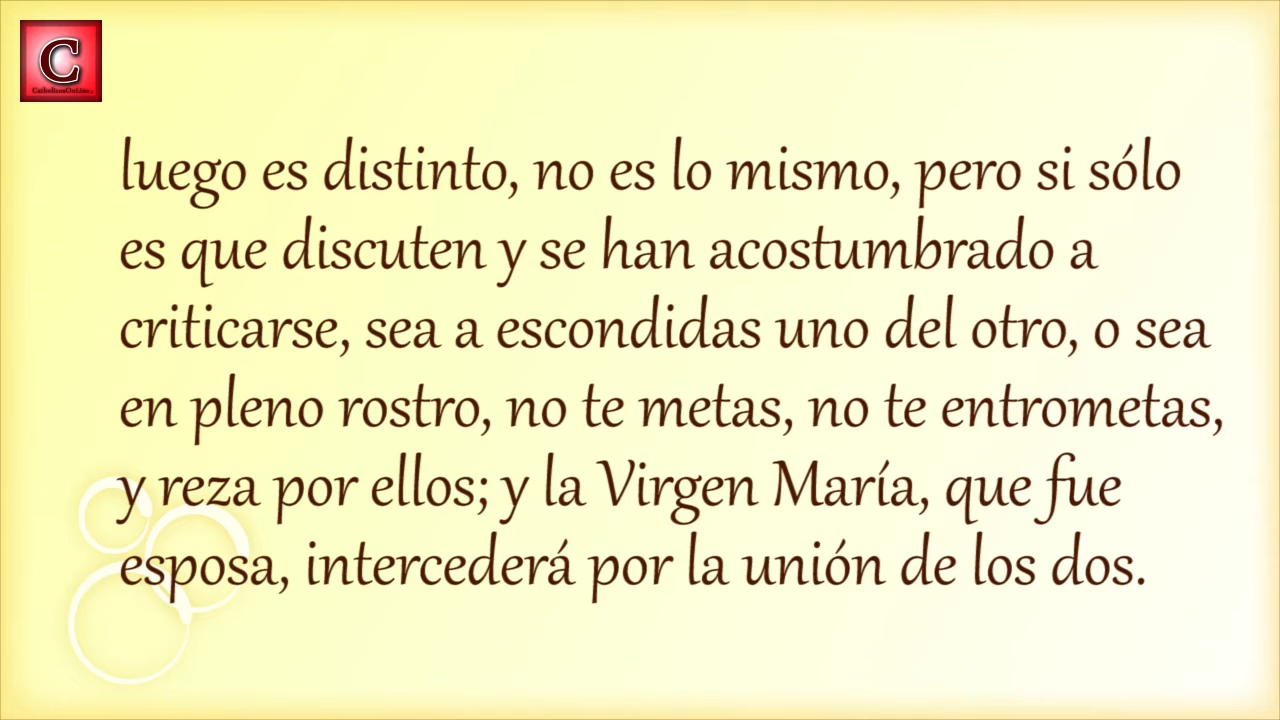 C
luego es distinto, no es lo mismo, pero si sólo
es que discuten y se han acostumbrado a
criticarse, sea a escondidas uno del otro, o sea
en pleno rostro, no te metas, no te entrometas,
y reza por ellos; y la Virgen María, que fue
esposa, intercederá por la unión de los dos.